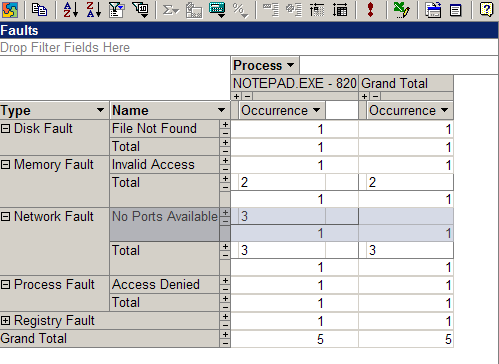 Faults
Drop Filter Fields Here
Process
NOTEPAD.EXE - 820 Grand Total
Type Name Occurrence Occurrence
Disk Fault File Not Found 1 1
Total 1 1
Memory Fault Invalid Access 1 1
Total 2 2
1 1
Network Fault No Ports Available 3
1 1
Total 3 3
1 1
Process Fault Access Denied 1 1
Total 1 1
Registry Fault 1 1
Grand Total 5 5